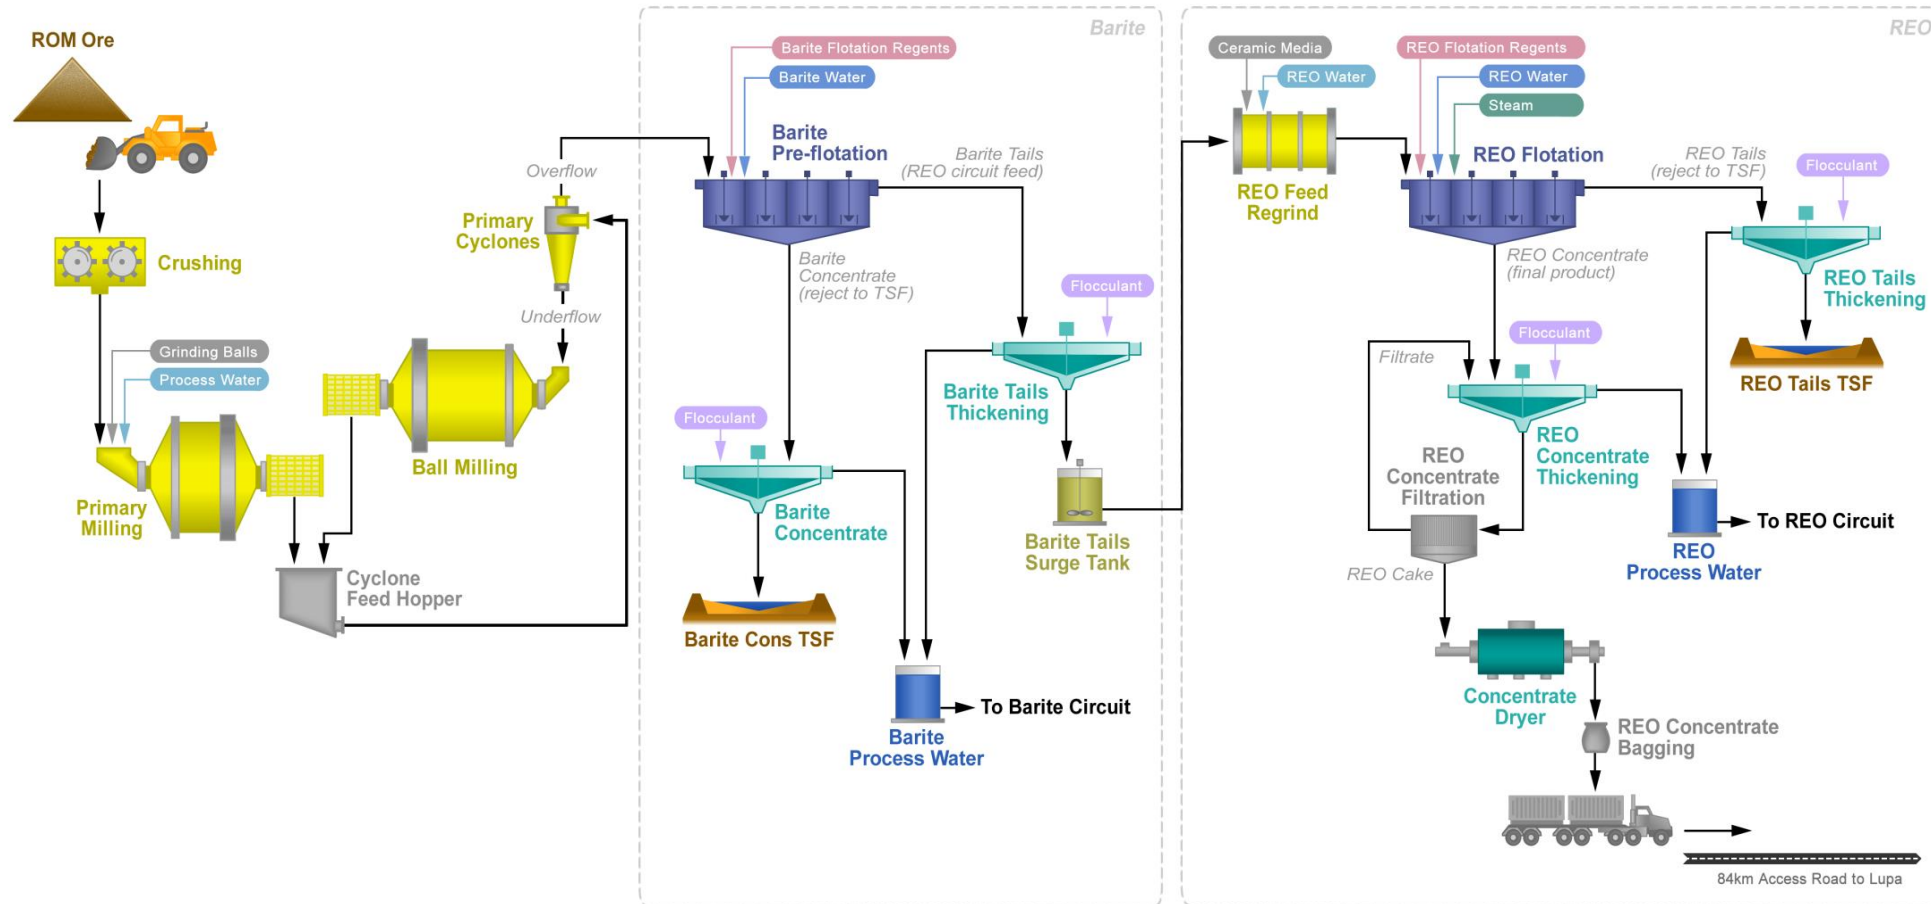 ROM Ore
Crushing
Grinding Balls
Process Water
Primary
Milling
Ball Milling
Cyclone
Feed Hopper
Primary
Cyclones
Overflow
Underflow
Barite
Barite Flotation Regents
Barite Water
Barite
Pre-flotation
Barite Tails
(REO circuit feed)
Barite
Concentrate
(reject to TSF)
Flocculant
Barite Tails
Thickening
Flocculant
Barite
Concentrate
Barite Cons TSF
Barite Tails
Surge Tank
To Barite Circuit
Barite
Process Water
REO
Ceramic Media
REO Water
REO Feed
Regrind
REO Flotation Regents
REO Water
Steam
REO Flotation
REO Tails
(reject to TSF)
Flocculant
REO Tails
Thickening
REO Tails TSF
REO Concentrate
(final product)
Flocculant
Filtrate
REO
Concentrate
Thickening
REO
Concentrate
Filtration
REO Cake
To REO Circuit
REO
Process Water
Concentrate
Dryer
REO Concentrate
Bagging
84km Access Road to Lupa